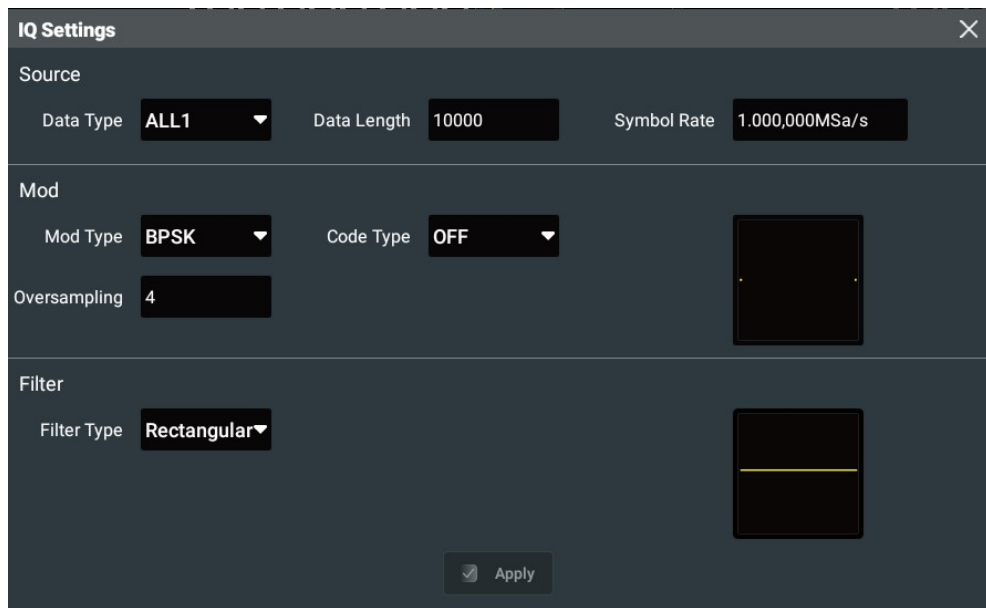 IQ Settings
Source
Data Type ALL1 Data Length 10000 Symbol Rate 1.000,000MSa/s
Mod
Mod Type BPSK Code Type OFF
Oversampling 4
Filter
Filter Type Rectangular
Apply